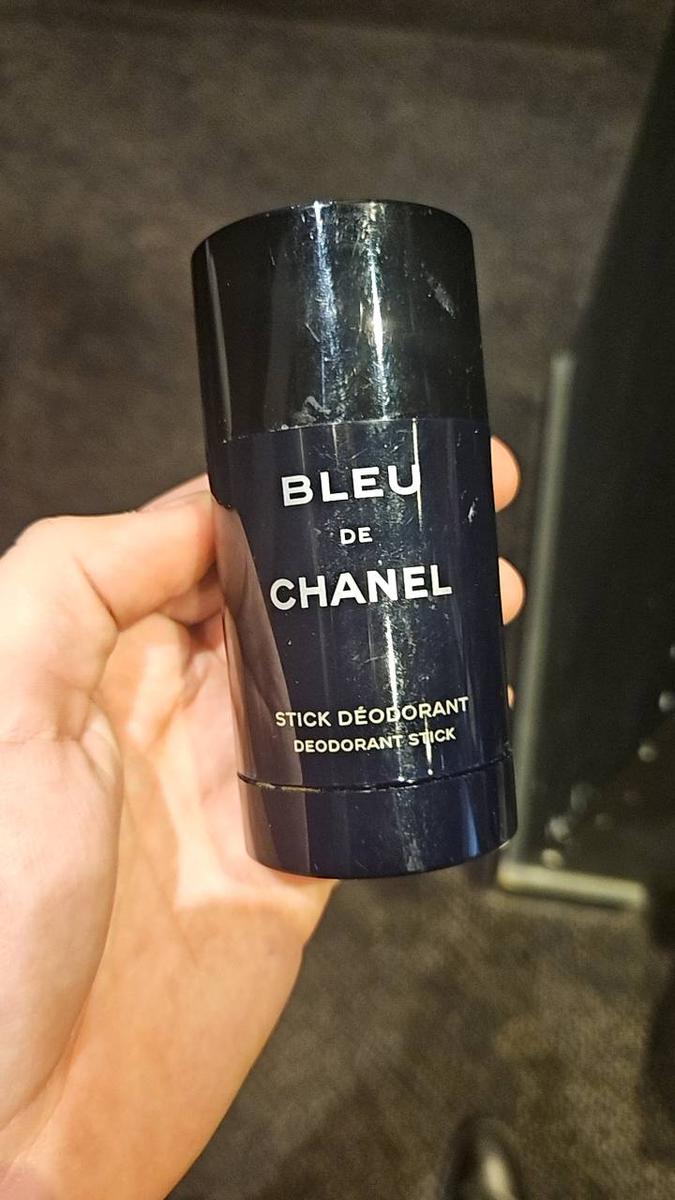 BLEU
DE
CHANEL
STICK DÉODORANT
DEODORANT STICK